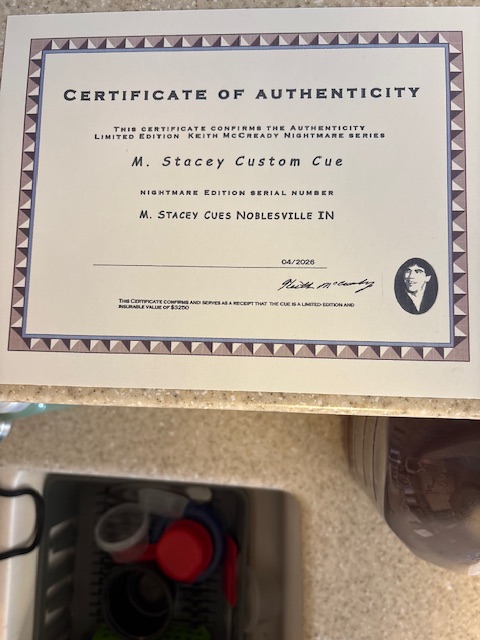 CERTIFICATE OF AUTHENTICITY
THIS CERTIFICATE CONFIRMS THE AUTHENTICITY
LIMITED EDITION KEITH MCCREADY NIGHTMARE SERIES
M. Stacey Custom Cue
NIGHTMARE EDITION SERIAL NUMBER
M. STACEY CUES NOBLESVILLE IN
04/2026
Keith McCready
THIS CERTIFICATE CONFIRMS AND SERVES AS A RECEIPT THAT THE CUE IS A LIMITED EDITION AND
INSURABLE VALUE OF $3250